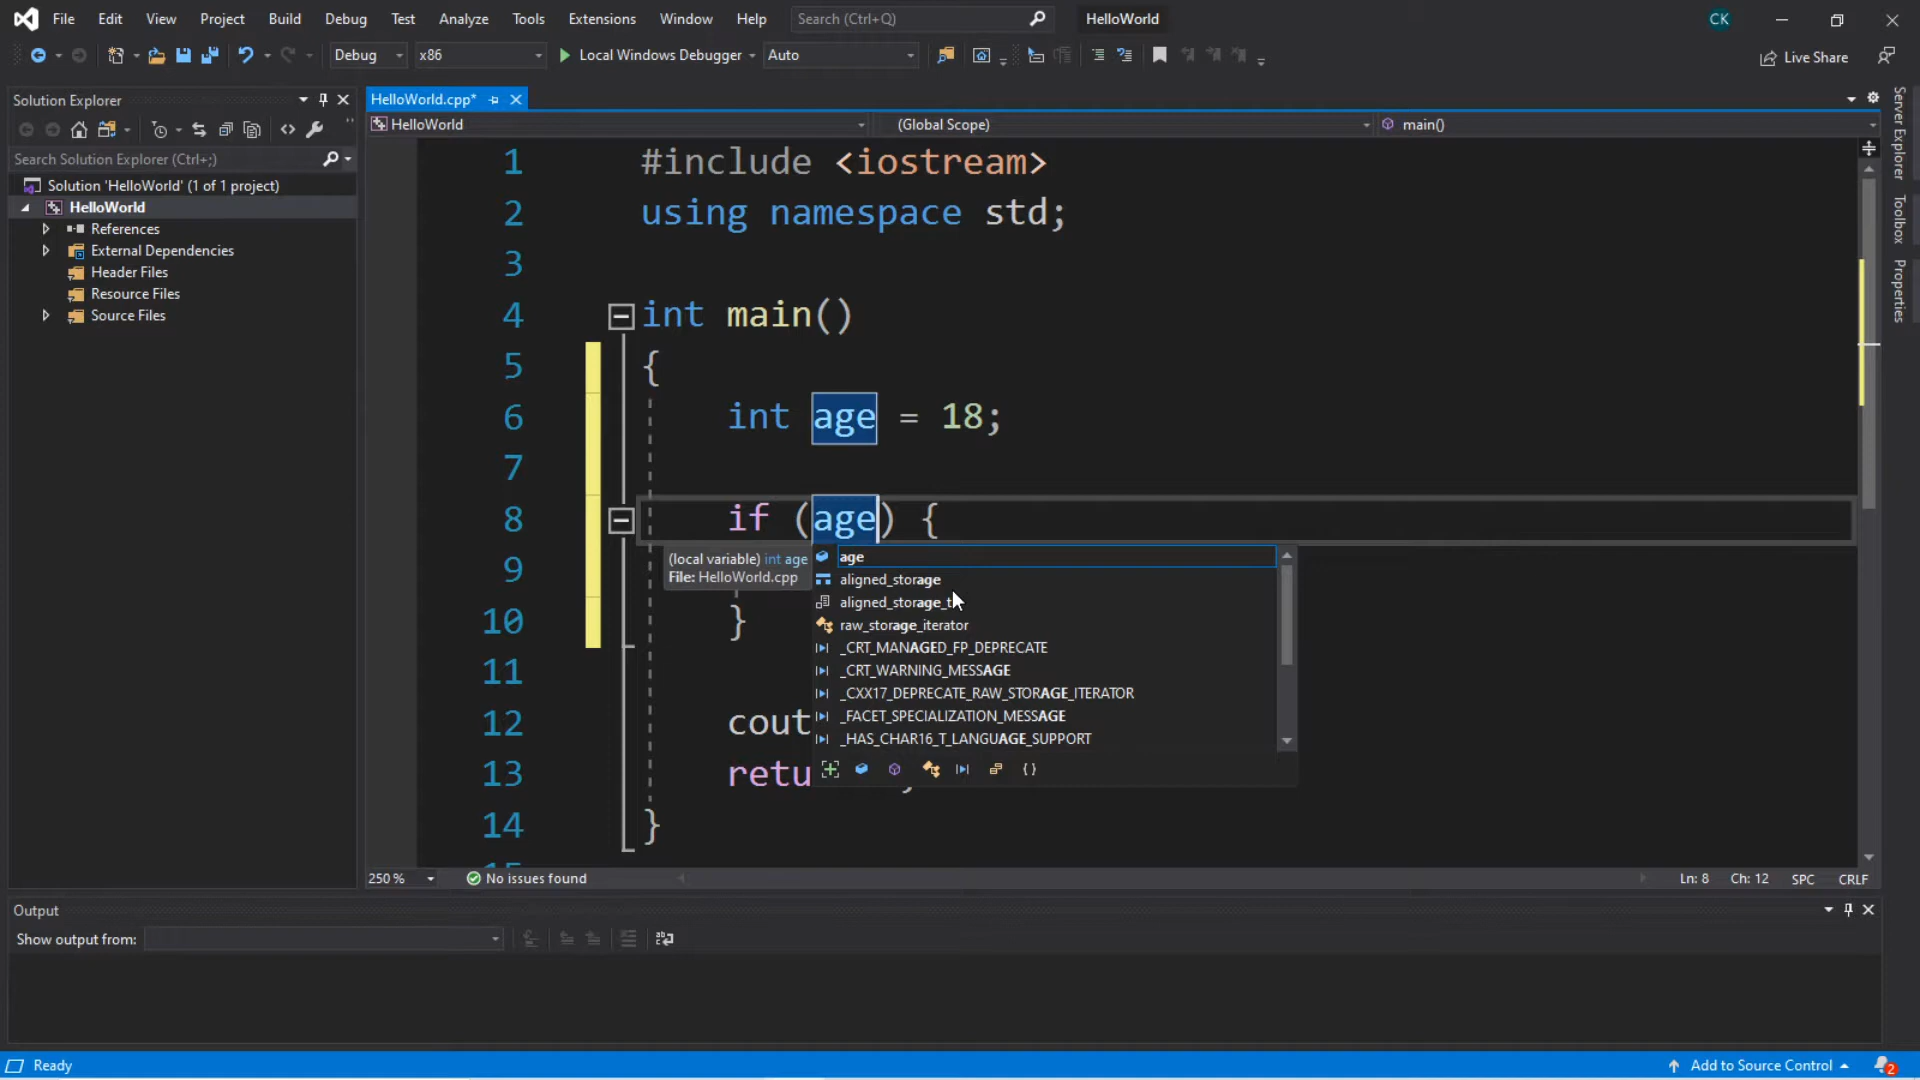 File Edit View Project Build Debug Test Analyze Tools Extensions Window Help Search (Ctrl+Q) HelloWorld CK
Debug x86 Local Windows Debugger Auto Live Share
Solution Explorer
Search Solution Explorer (Ctrl+;)
Solution 'HelloWorld' (1 of 1 project)
HelloWorld
References
External Dependencies
Header Files
Resource Files
Source Files
HelloWorld.cpp*
HelloWorld (Global Scope) main()
1 #include <iostream>
2 using namespace std;
3
4 int main()
5 {
6 int age = 18;
7
8 if (age) {
9
10 }
11
12 cout
13 retu
14 }
(local variable) int age
File: HelloWorld.cpp
age
aligned_storage
aligned_storage_t
raw_storage_iterator
_CRT_MANAGED_FP_DEPRECATE
_CRT_WARNING_MESSAGE
_CXX17_DEPRECATE_RAW_STORAGE_ITERATOR
_FACET_SPECIALIZATION_MESSAGE
_HAS_CHAR16_T_LANGUAGE_SUPPORT
250 % No issues found Ln: 8 Ch: 12 SPC CRLF
Server Explorer
Toolbox
Properties
Output
Show output from:
Ready Add to Source Control 2